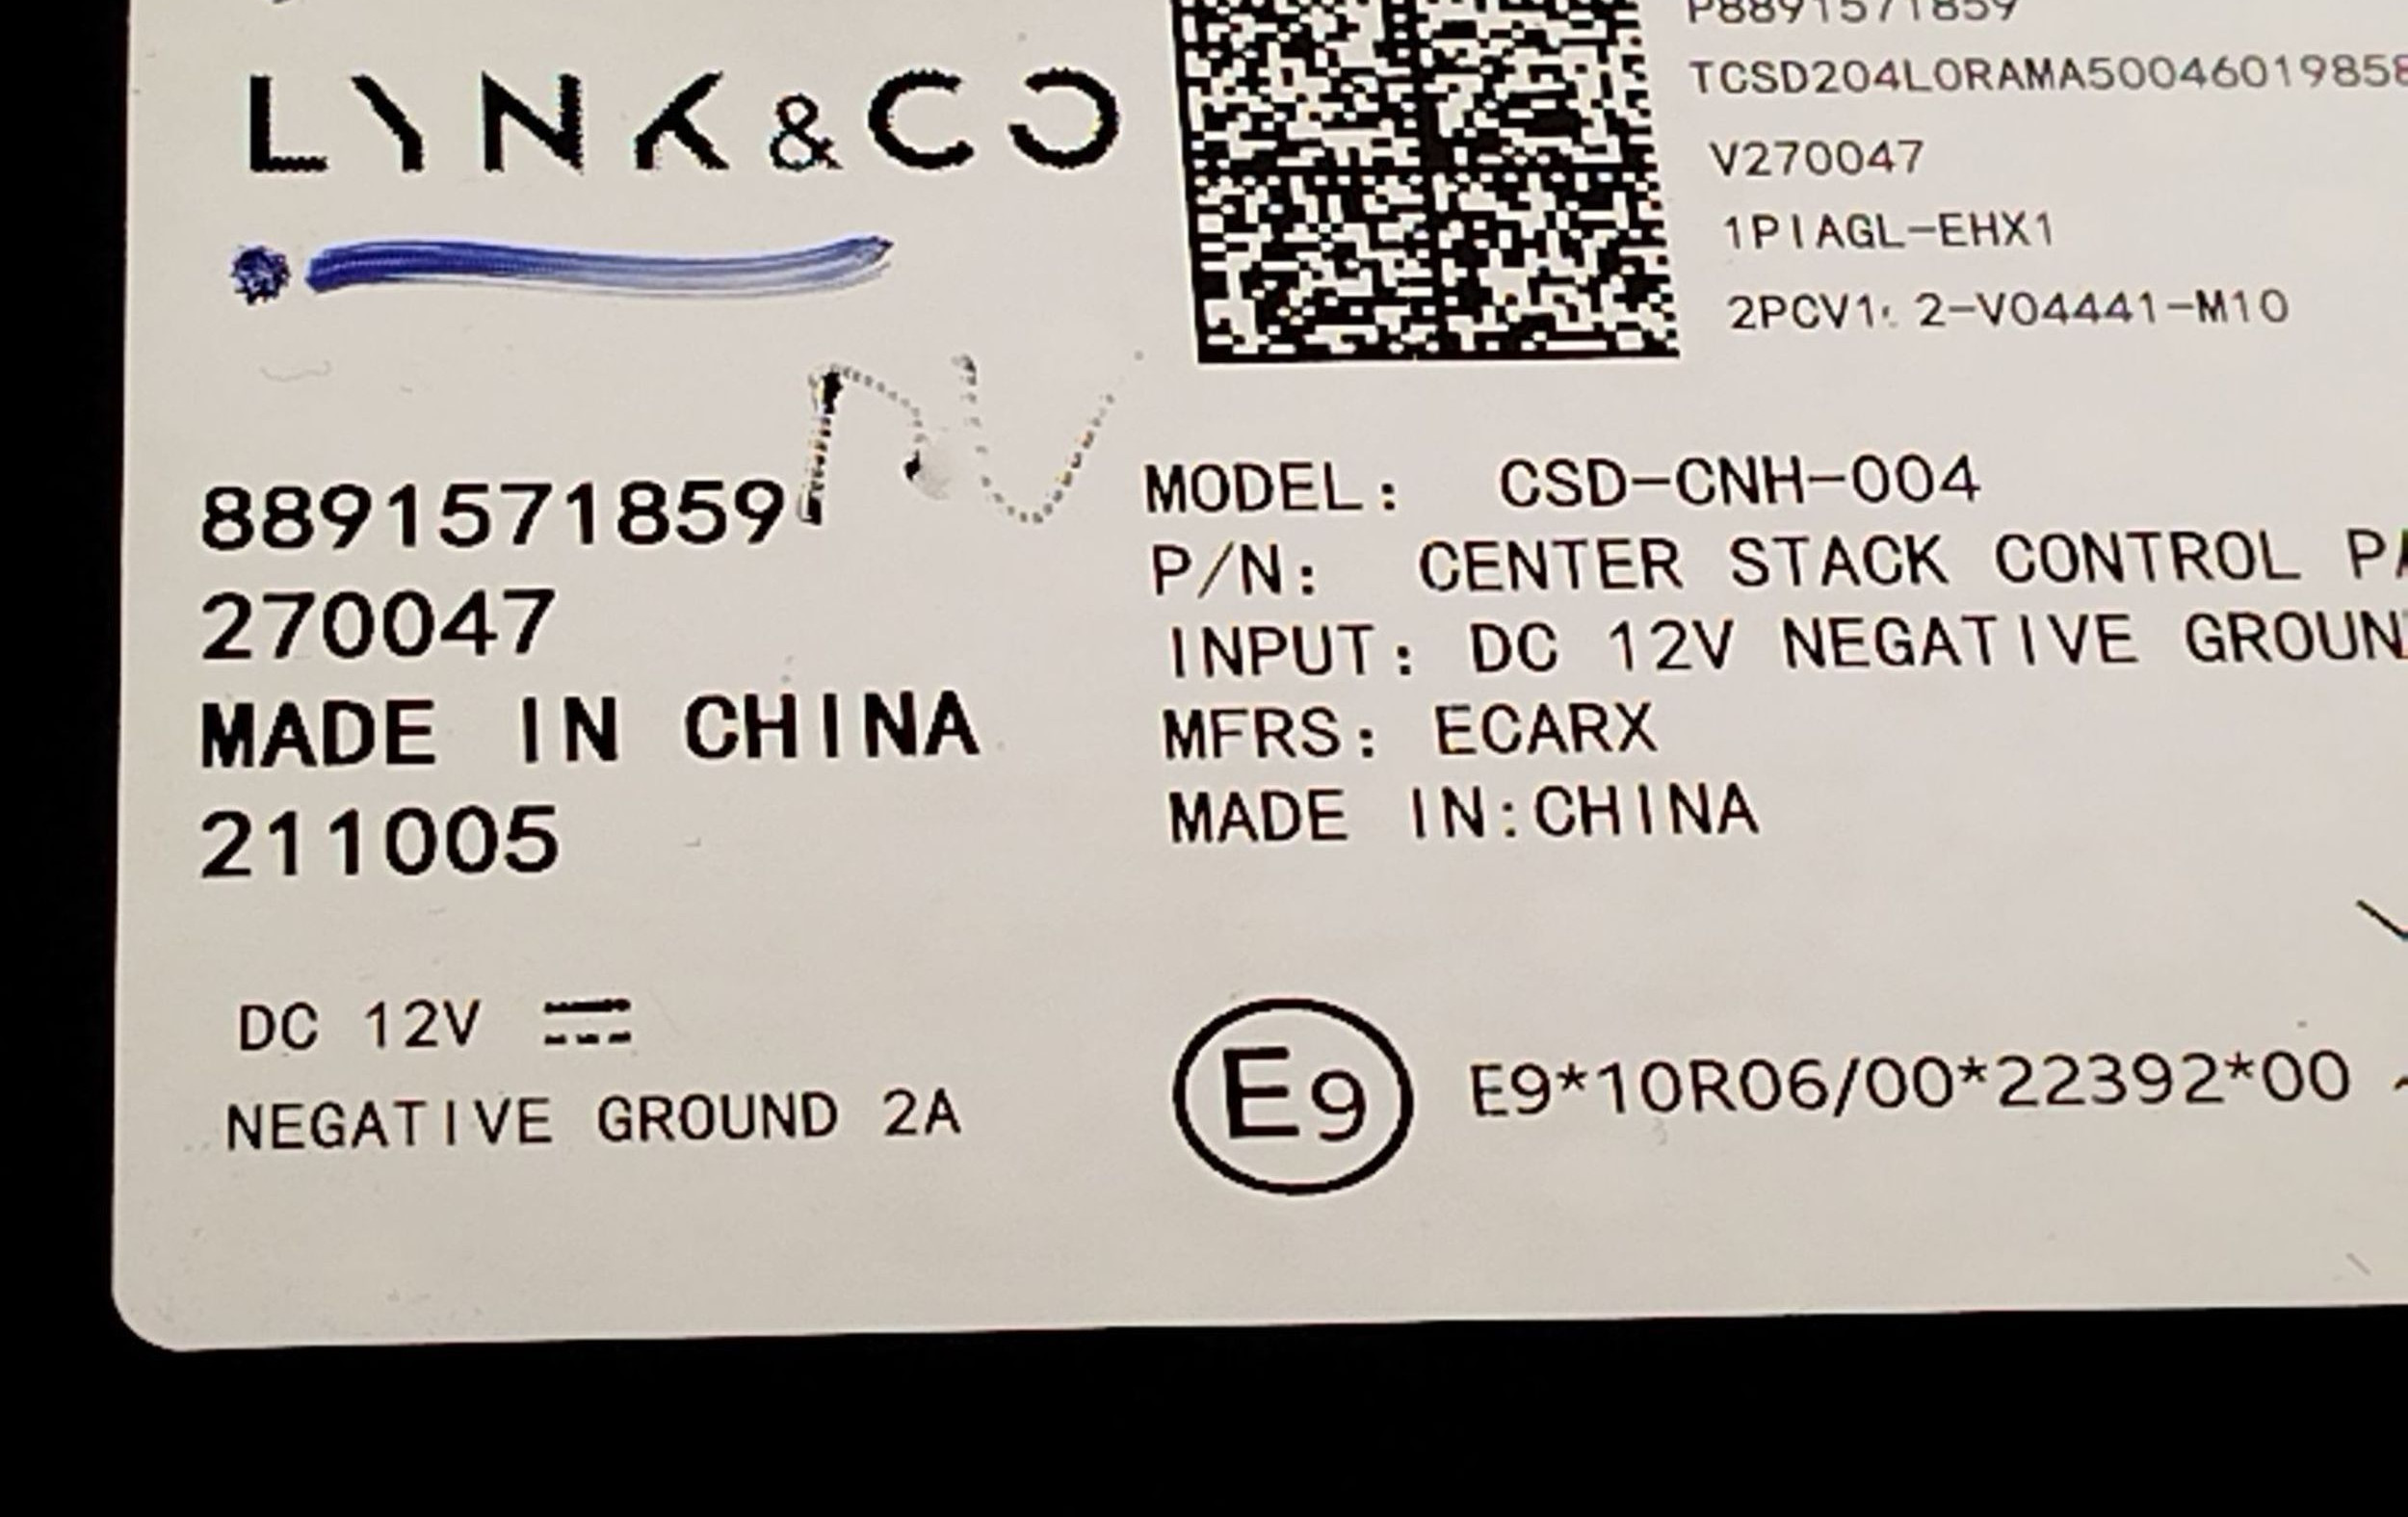 LYNK&CO
P8891571859
TCSD204L0RAMA50046019858
V270047
1PIAGL-EHX1
2PCV1: 2-V04441-M10
8891571859
270047
MADE IN CHINA
211005
MODEL: CSD-CNH-004
P/N: CENTER STACK CONTROL
INPUT: DC 12V NEGATIVE GROUN
MFRS: ECARX
MADE IN:CHINA
DC 12V
NEGATIVE GROUND 2A
E9
E9*10R06/00*22392*00